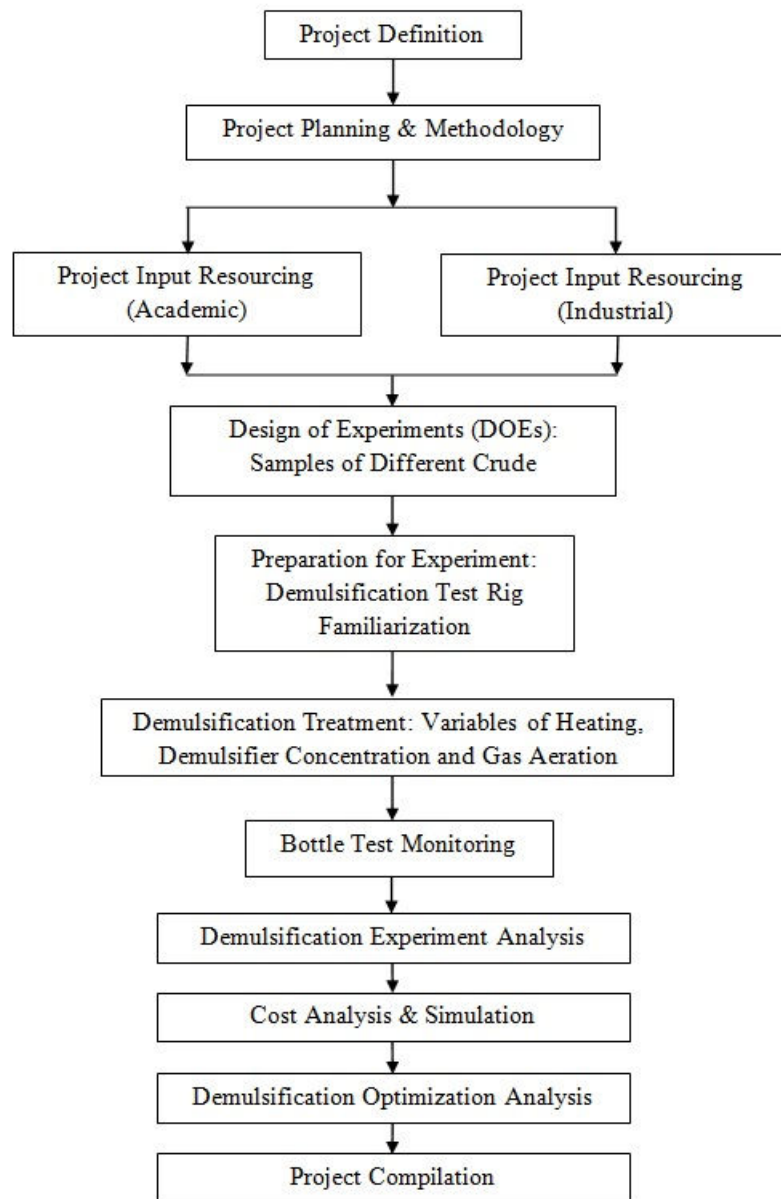 Project Definition
Project Planning & Methodology
Project Input Resourcing
(Academic)
Project Input Resourcing
(Industrial)
Design of Experiments (DOEs):
Samples of Different Crude
Preparation for Experiment:
Demulsification Test Rig
Familiarization
Demulsification Treatment: Variables of Heating,
Demulsifier Concentration and Gas Aeration
Bottle Test Monitoring
Demulsification Experiment Analysis
Cost Analysis & Simulation
Demulsification Optimization Analysis
Project Compilation